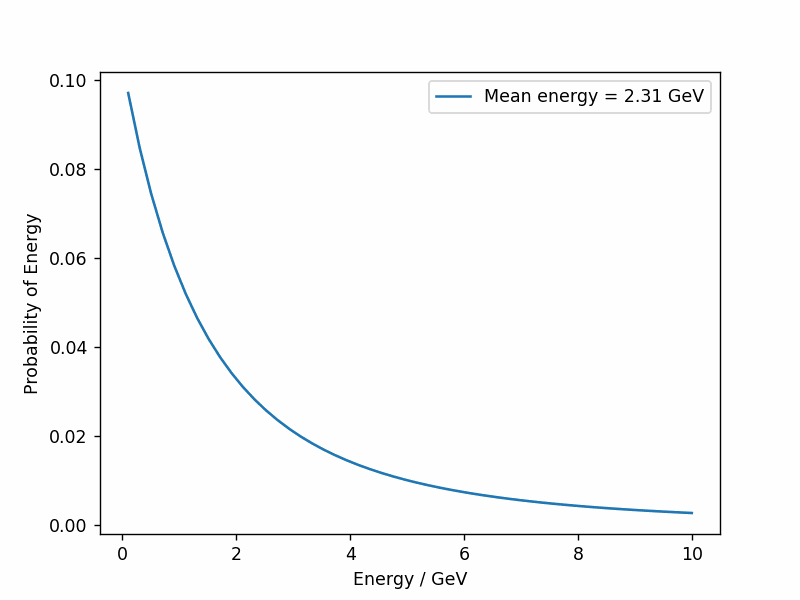 Mean energy = 2.31 GeV
0.10
0.08
0.06
0.04
0.02
0.00
Probability of Energy
0 2 4 6 8 10
Energy / GeV